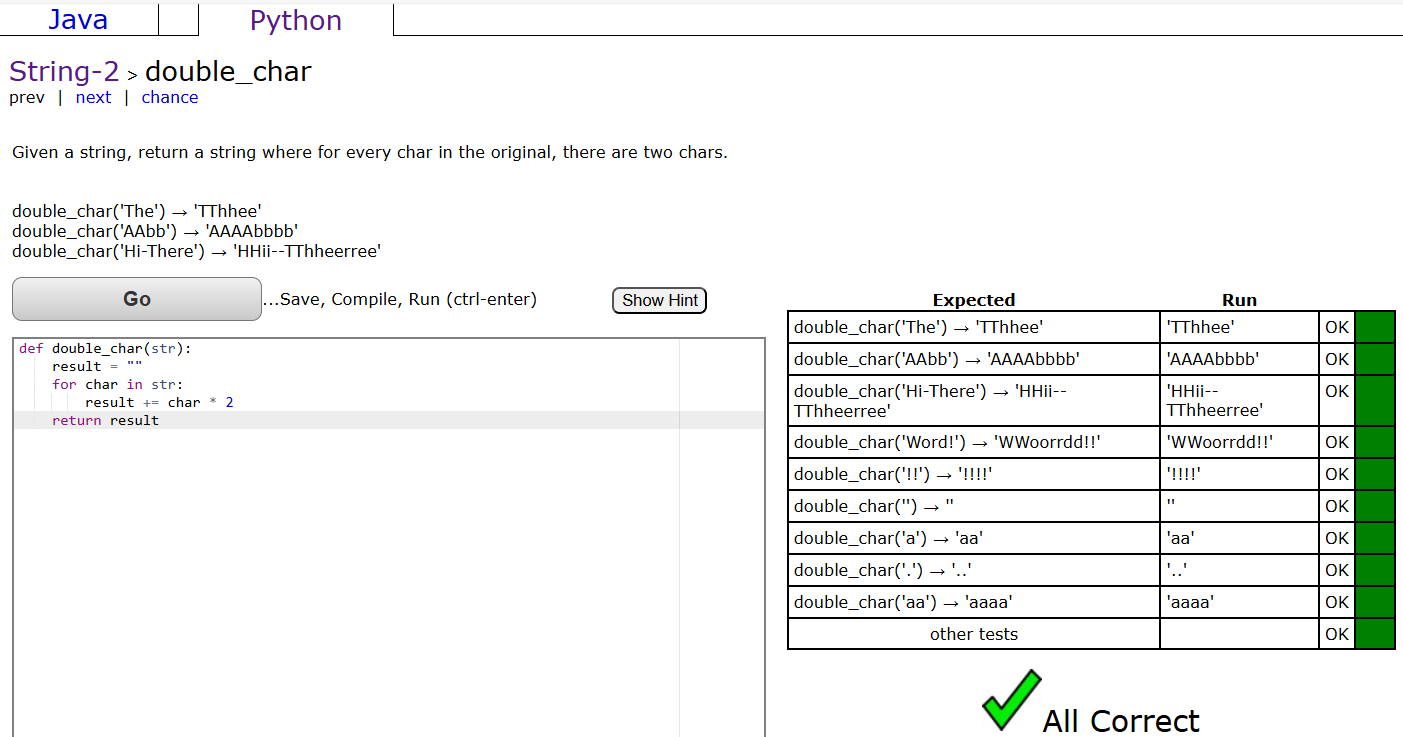 Java Python
String-2 > double_char
prev | next | chance
Given a string, return a string where for every char in the original, there are two chars.
double_char('The') → 'TThhee'
double_char('AAbb') → 'AAAAbbbb'
double_char('Hi-There') → 'HHii--TThheerree'
Go ...Save, Compile, Run (ctrl-enter) Show Hint
def double_char(str):
    result = ""
    for char in str:
        result += char * 2
    return result
Expected Run
double_char('The') → 'TThhee' 'TThhee' OK
double_char('AAbb') → 'AAAAbbbb' 'AAAAbbbb' OK
double_char('Hi-There') → 'HHii-- 'HHii-- OK
TThheerree' TThheerree'
double_char('Word!') → 'WWoorrdd!!' 'WWoorrdd!!' OK
double_char('!!') → '!!!!' '!!!!' OK
double_char('') → '' '' OK
double_char('a') → 'aa' 'aa' OK
double_char('.') → '..' '..' OK
double_char('aa') → 'aaaa' 'aaaa' OK
other tests OK
All Correct